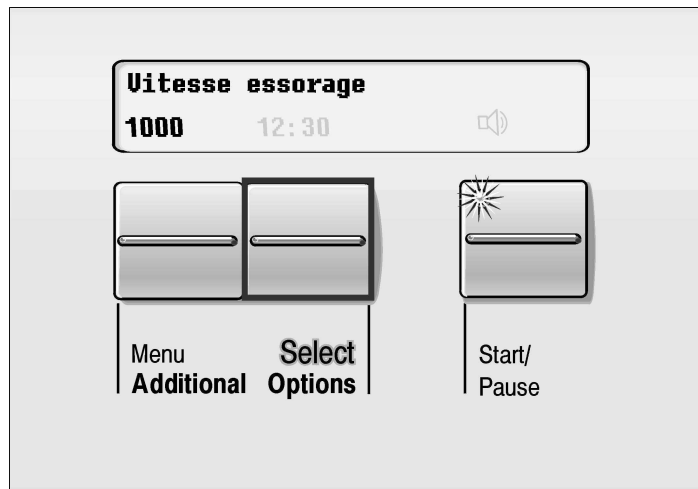 Vitesse essorage
1000 12:30
Menu Select
Additional Options
Start/
Pause